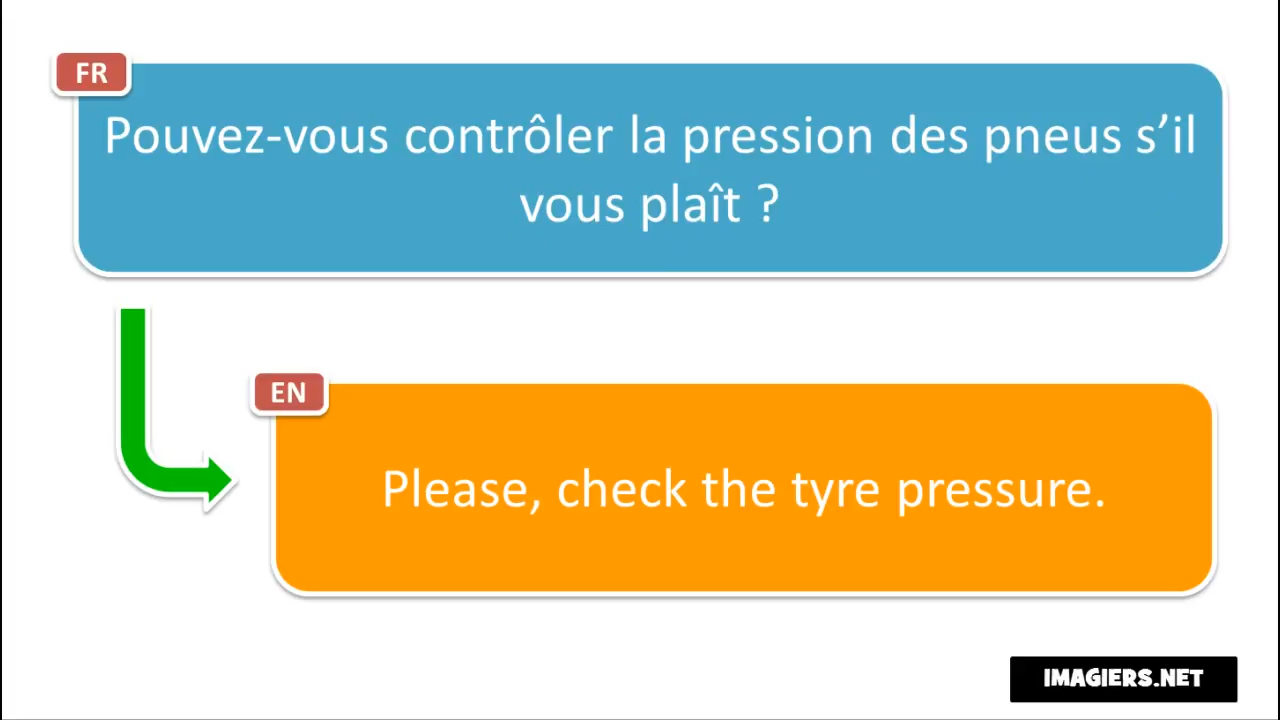 FR
Pouvez-vous contrôler la pression des pneus s’il
vous plaît ?
EN
Please, check the tyre pressure.
IMAGIERS.NET